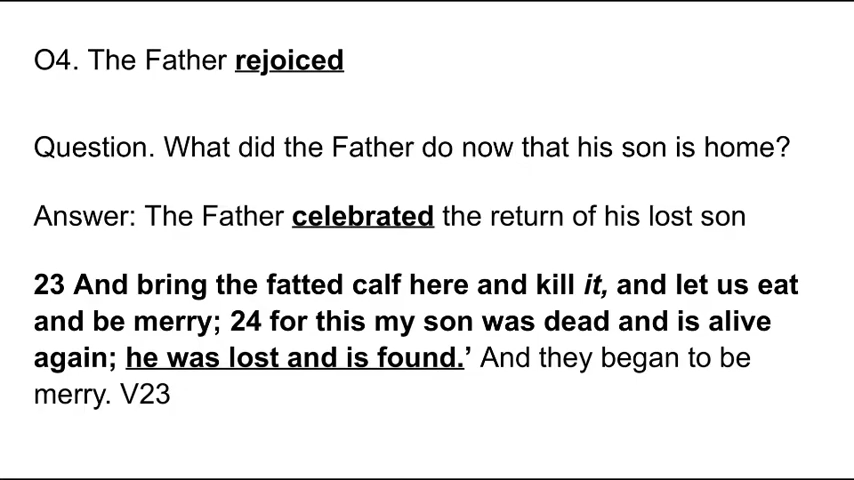 O4. The Father rejoiced
Question. What did the Father do now that his son is home?
Answer: The Father celebrated the return of his lost son
23 And bring the fatted calf here and kill it, and let us eat
and be merry; 24 for this my son was dead and is alive
again; he was lost and is found.’ And they began to be
merry. V23